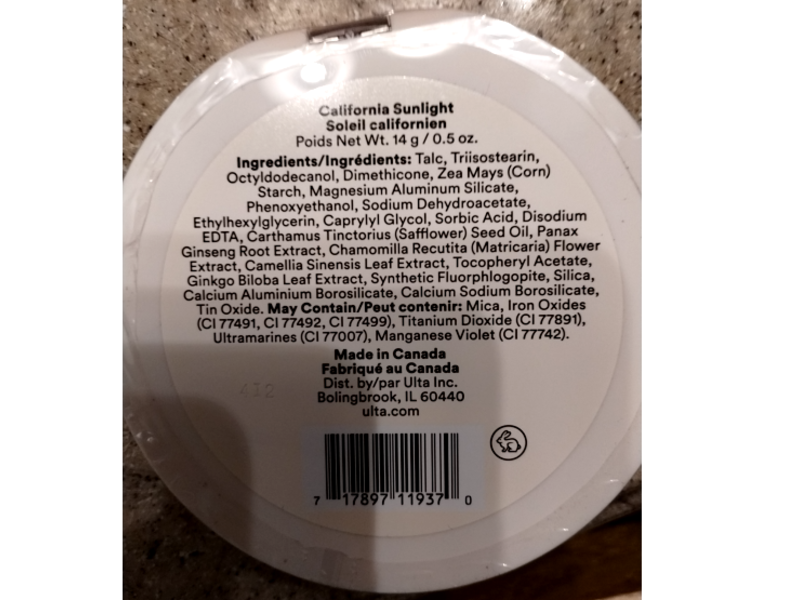 California Sunlight
Soleil californien
Poids Net Wt. 14 g / 0.5 oz.
Ingredients/Ingrédients: Talc, Triisostearin,
Octyldodecanol, Dimethicone, Zea Mays (Corn)
Starch, Magnesium Aluminum Silicate,
Phenoxyethanol, Sodium Dehydroacetate,
Ethylhexylglycerin, Caprylyl Glycol, Sorbic Acid, Disodium
EDTA, Carthamus Tinctorius (Safflower) Seed Oil, Panax
Ginseng Root Extract, Chamomilla Recutita (Matricaria) Flower
Extract, Camellia Sinensis Leaf Extract, Tocopheryl Acetate,
Ginkgo Biloba Leaf Extract, Synthetic Fluorphlogopite, Silica,
Calcium Aluminium Borosilicate, Calcium Sodium Borosilicate,
Tin Oxide. May Contain/Peut contenir: Mica, Iron Oxides
(CI 77491, CI 77492, CI 77499), Titanium Dioxide (CI 77891),
Ultramarines (CI 77007), Manganese Violet (CI 77742).
Made in Canada
Fabriqué au Canada
Dist. by/par Ulta Inc.
Bolingbrook, IL 60440
ulta.com
7 17897 11937 0